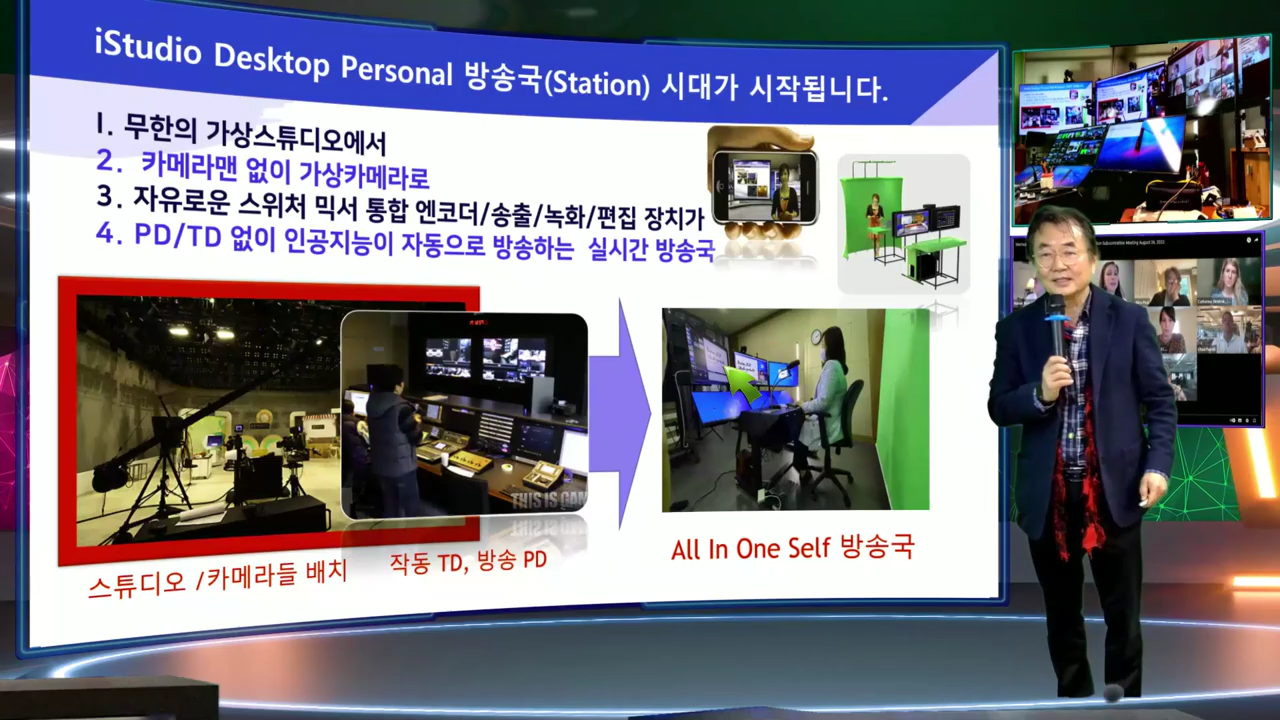 iStudio Desktop Personal 방송국(Station) 시대가 시작됩니다.
1. 무한의 가상스튜디오에서
2. 카메라맨 없이 가상카메라로
3. 자유로운 스위처 믹서 통합 엔코더/송출/녹화/편집 장치가
4. PD/TD 없이 인공지능이 자동으로 방송하는 실시간 방송국
THIS IS GAM
스튜디오 /카메라들 배치
작동 TD, 방송 PD
All In One Self 방송국